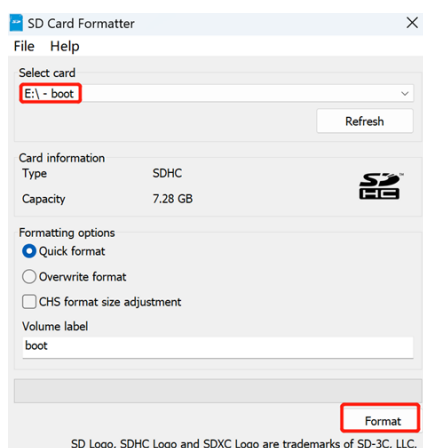 SD Card Formatter
File Help
Select card
E:\ - boot
Refresh
Card information
Type SDHC
Capacity 7.28 GB
SD
HC
Formatting options
Quick format
Overwrite format
CHS format size adjustment
Volume label
boot
Format
SD Logo, SDHC Logo and SDXC Logo are trademarks of SD-3C, LLC.